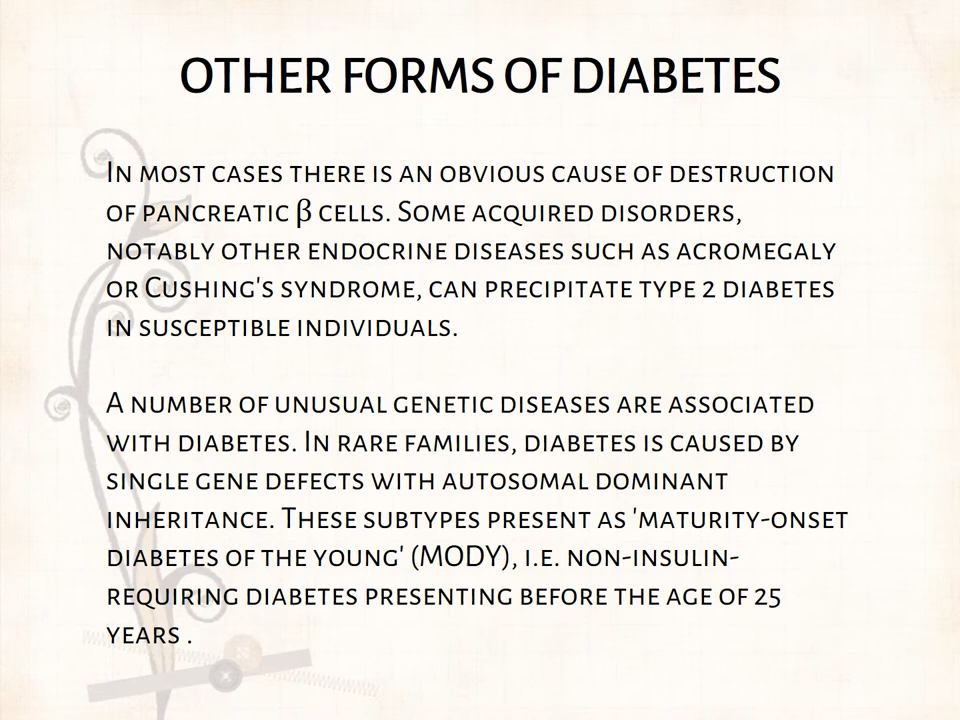 OTHER FORMS OF DIABETES
In most cases there is an obvious cause of destruction
of pancreatic β cells. Some acquired disorders,
notably other endocrine diseases such as acromegaly
or Cushing's syndrome, can precipitate type 2 diabetes
in susceptible individuals.
A number of unusual genetic diseases are associated
with diabetes. In rare families, diabetes is caused by
single gene defects with autosomal dominant
inheritance. These subtypes present as 'maturity-onset
diabetes of the young' (MODY), i.e. non-insulin-
requiring diabetes presenting before the age of 25
years .